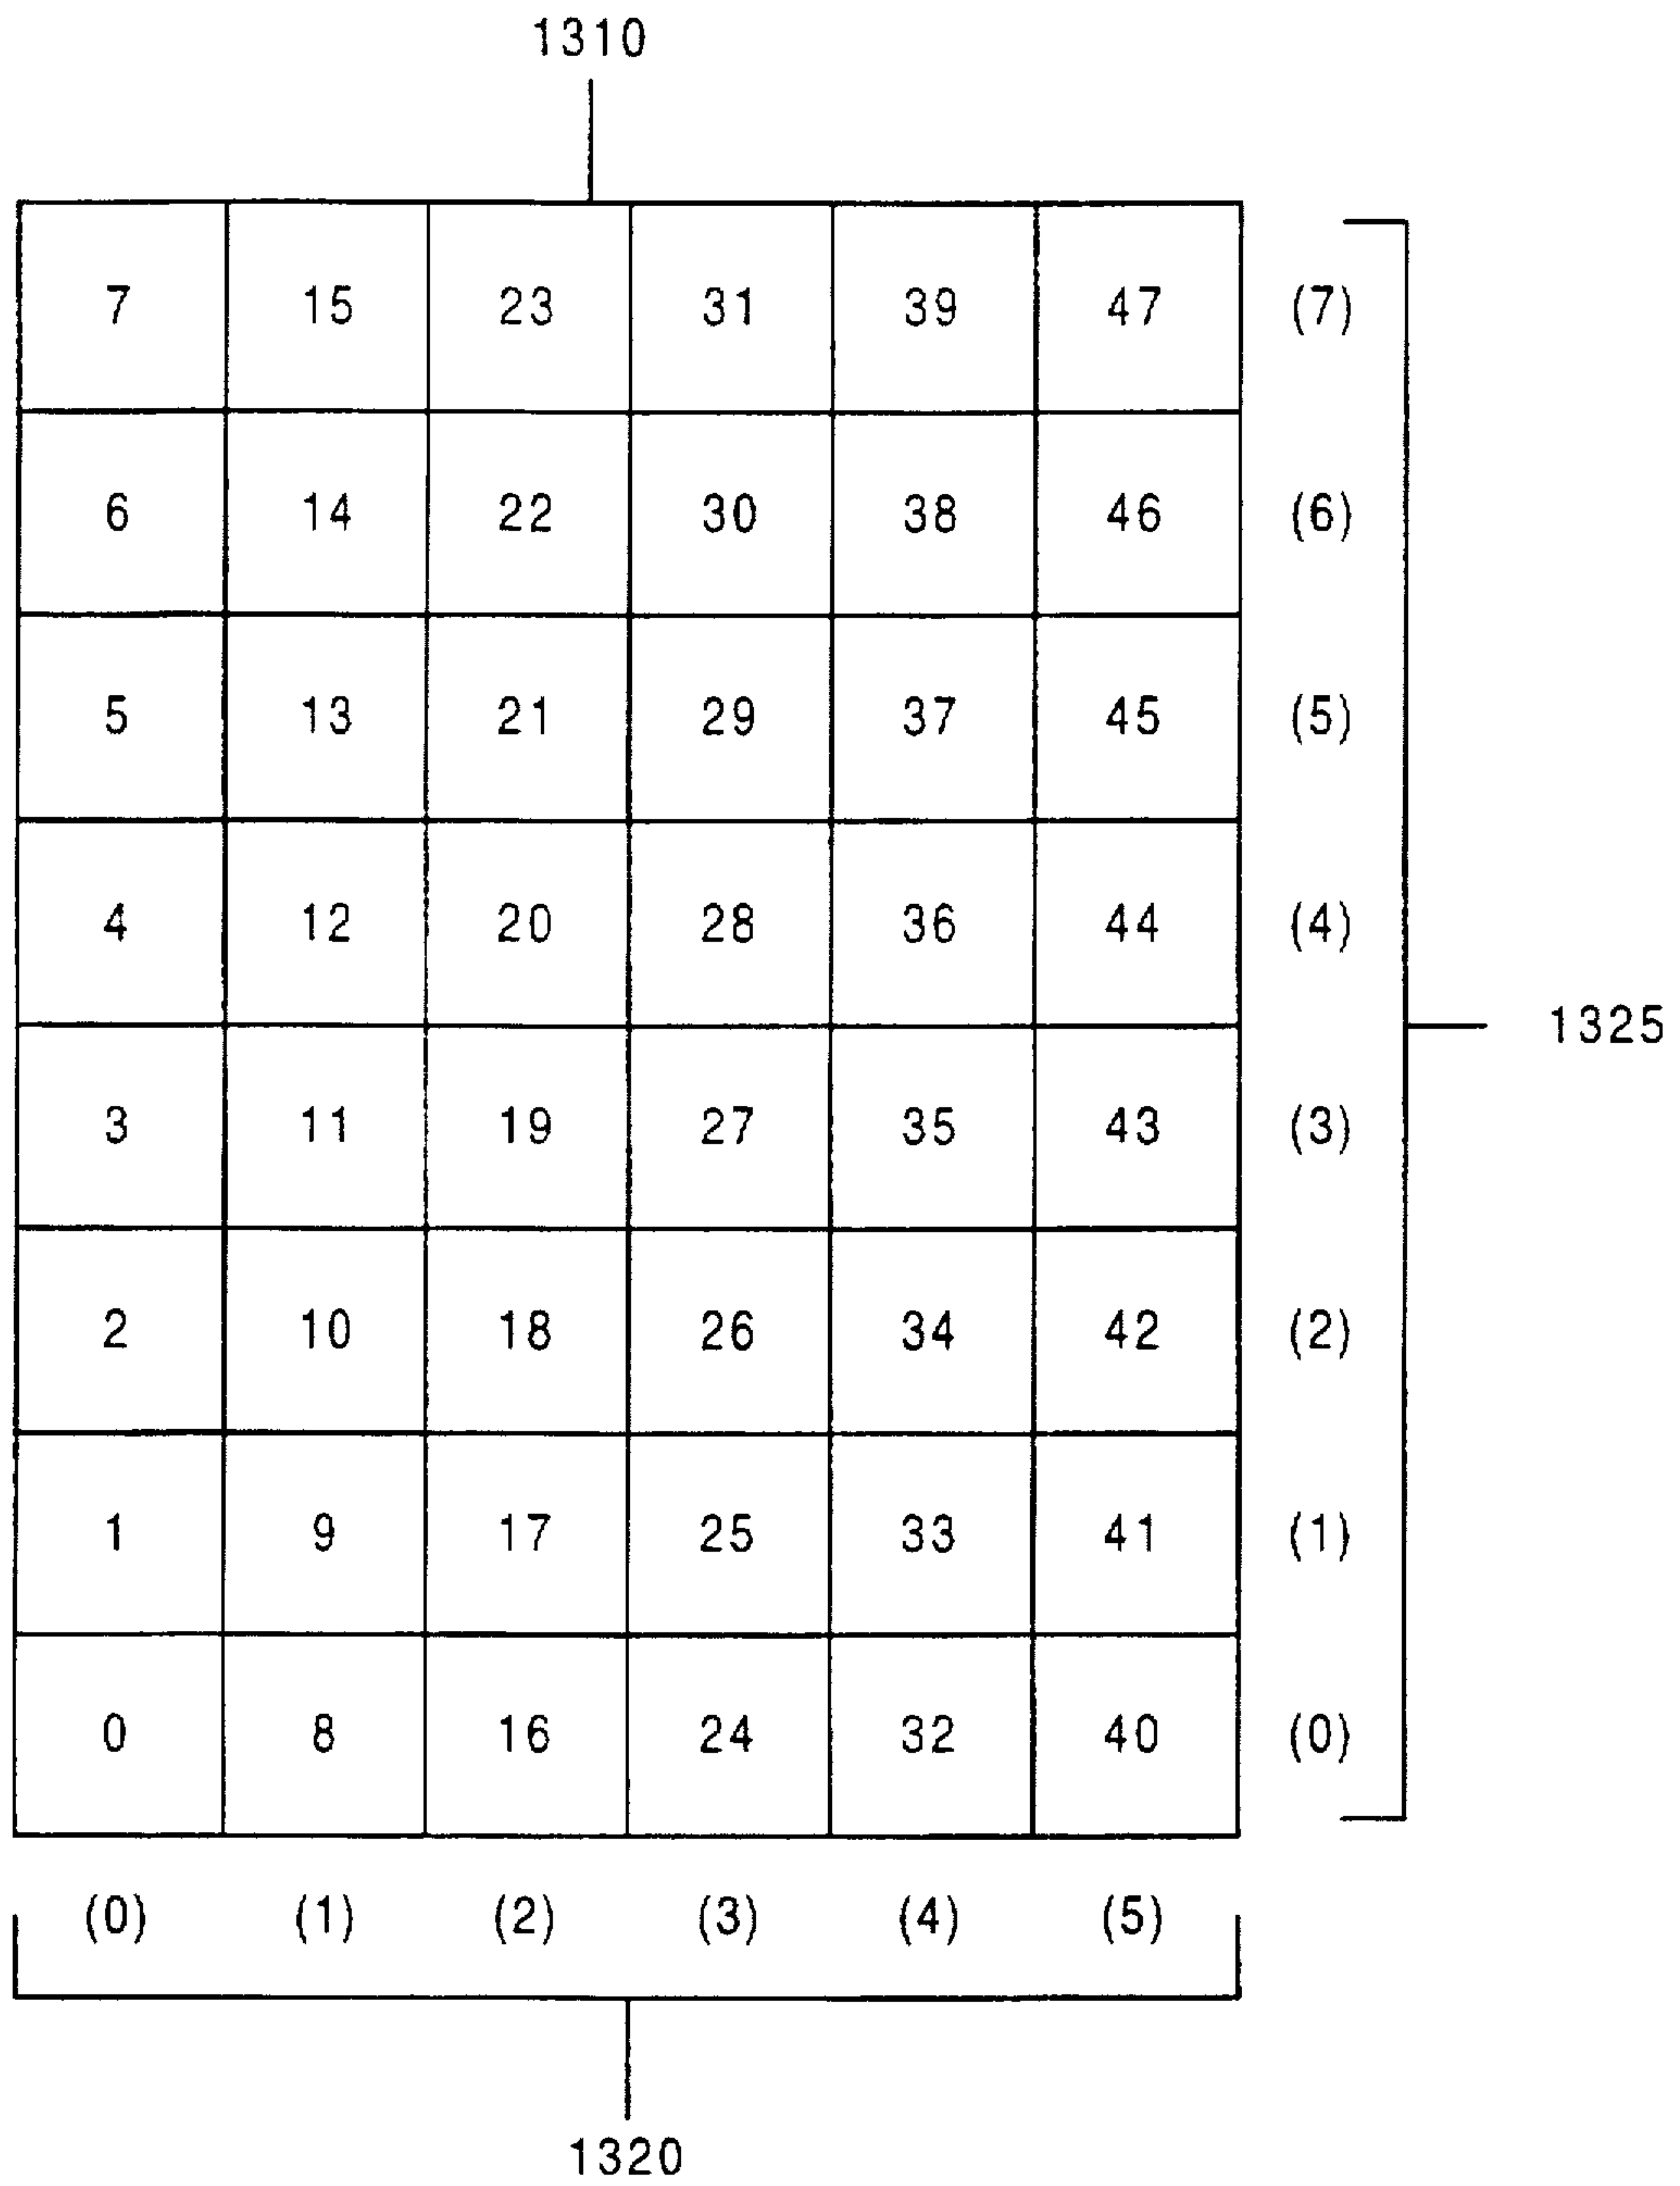 1310
7 15 23 31 39 47 (7)
6 14 22 30 38 46 (6)
5 13 21 29 37 45 (5)
4 12 20 28 36 44 (4)
1325
3 11 19 27 35 43 (3)
2 10 18 26 34 42 (2)
1 9 17 25 33 41 (1)
0 8 16 24 32 40 (0)
(0) (1) (2) (3) (4) (5)
1320